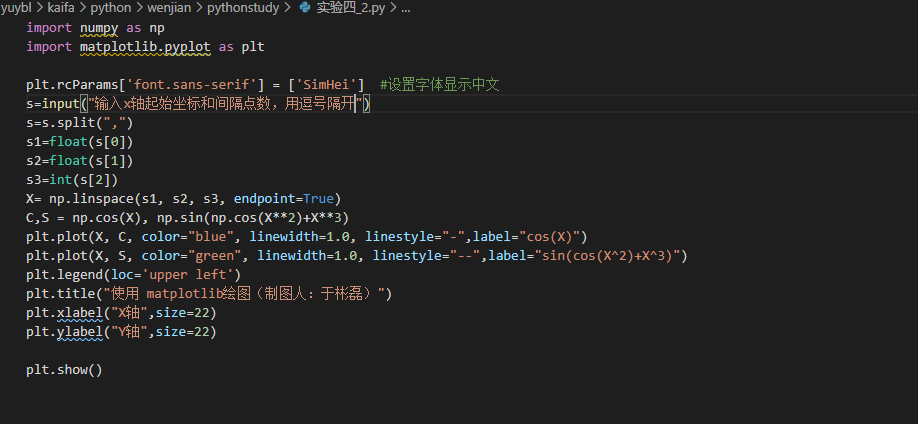 yuybl > kaifa > python > wenjian > pythonstudy > 实验四_2.py > ...
import numpy as np
import matplotlib.pyplot as plt
plt.rcParams['font.sans-serif'] = ['SimHei']  #设置字体显示中文
s=input("输入x轴起始坐标和间隔点数，用逗号隔开")
s=s.split(",")
s1=float(s[0])
s2=float(s[1])
s3=int(s[2])
X= np.linspace(s1, s2, s3, endpoint=True)
C,S = np.cos(X), np.sin(np.cos(X**2)+X**3)
plt.plot(X, C, color="blue", linewidth=1.0, linestyle="-",label="cos(X)")
plt.plot(X, S, color="green", linewidth=1.0, linestyle="--",label="sin(cos(X^2)+X^3)")
plt.legend(loc='upper left')
plt.title("使用 matplotlib绘图（制图人：于彬磊）")
plt.xlabel("X轴",size=22)
plt.ylabel("Y轴",size=22)
plt.show()